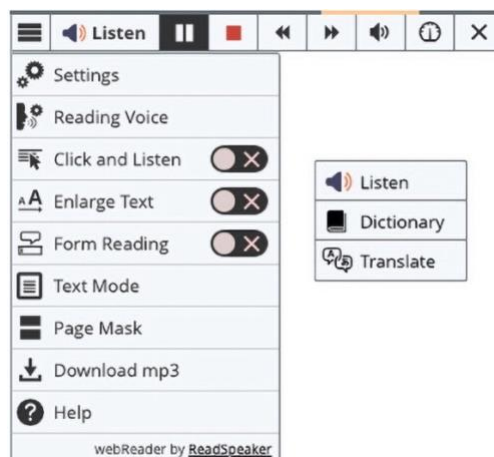 Listen
Settings
Reading Voice
Click and Listen
Enlarge Text
Form Reading
Text Mode
Page Mask
Download mp3
Help
webReader by ReadSpeaker
Listen
Dictionary
Translate